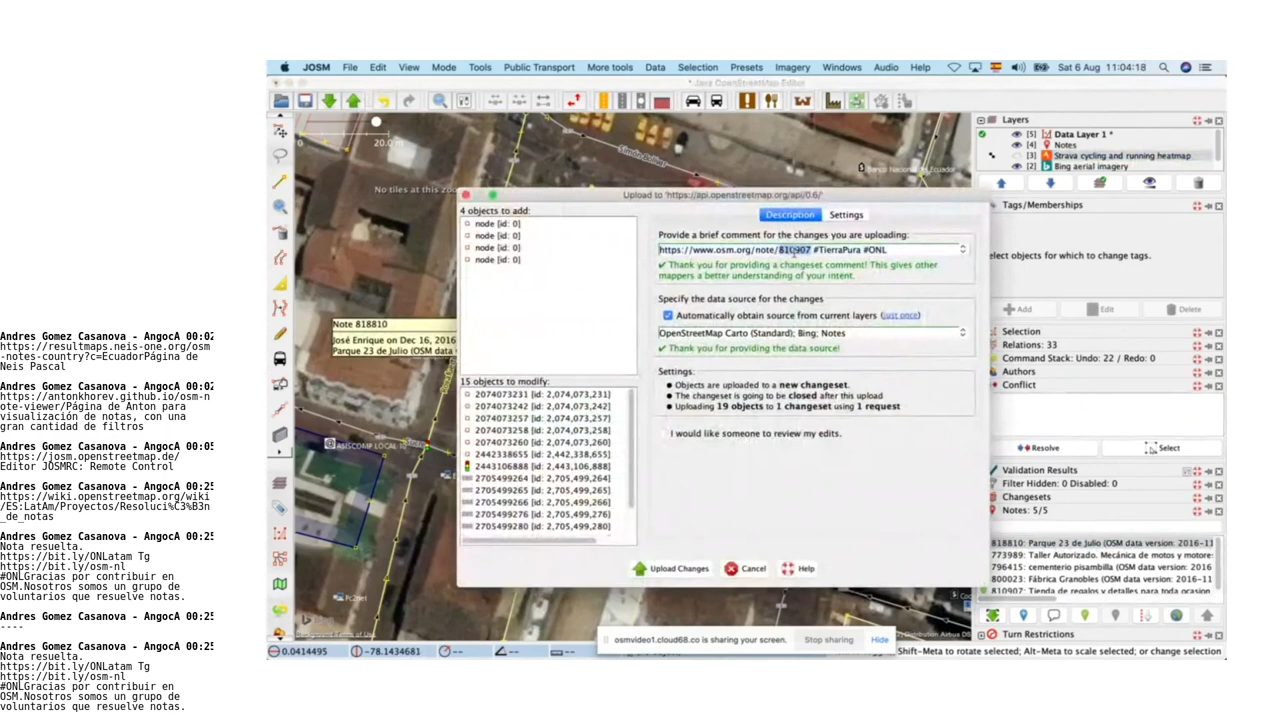 Andres Gomez Casanova - AngocA 00:02
https://resultmaps.neis-one.org/osm
-notes-country?c=EcuadorPágina de
Neis Pascal
Andres Gomez Casanova - AngocA 00:02
https://antonkhorev.github.io/osm-n
ote-viewer/Página de Anton para
visualización de notas, con una
gran cantidad de filtros
Andres Gomez Casanova - AngocA 00:05
https://josm.openstreetmap.de/
Editor JOSMRC: Remote Control
Andres Gomez Casanova - AngocA 00:25
https://wiki.openstreetmap.org/wiki
/ES:LatAm/Proyectos/Resoluci%C3%B3n
_de_notas
Andres Gomez Casanova - AngocA 00:25
Nota resuelta.
https://bit.ly/ONLatam Tg
https://bit.ly/osm-nl
#ONLGracias por contribuir en
OSM.Nosotros somos un grupo de
voluntarios que resuelve notas.
Andres Gomez Casanova - AngocA 00:25
----
Andres Gomez Casanova - AngocA 00:25
Nota resuelta.
https://bit.ly/ONLatam Tg
https://bit.ly/osm-nl
#ONLGracias por contribuir en
OSM.Nosotros somos un grupo de
voluntarios que resuelve notas.
JOSM File Edit View Mode Tools Public Transport More tools Data Selection Presets Imagery Windows Audio Help Sat 6 Aug 11:04:18
* Java OpenStreetMap Editor
0 20.0 m
No tiles at this zoo
Simón Bolívar
Banco Nacional de Ecuador
Note 818810
José Enrique on Dec 16, 2016
Parque 23 de Julio (OSM data
ASISCOMP LOCAL 10
Pc2net
Upload to 'https://api.openstreetmap.org/api/0.6/'
4 objects to add:
node [id: 0]
node [id: 0]
node [id: 0]
node [id: 0]
15 objects to modify:
2074073231 [id: 2,074,073,231]
2074073242 [id: 2,074,073,242]
2074073257 [id: 2,074,073,257]
2074073258 [id: 2,074,073,258]
2074073260 [id: 2,074,073,260]
2442338655 [id: 2,442,338,655]
2443106888 [id: 2,443,106,888]
2705499264 [id: 2,705,499,264]
2705499265 [id: 2,705,499,265]
2705499266 [id: 2,705,499,266]
2705499276 [id: 2,705,499,276]
2705499280 [id: 2,705,499,280]
Description Settings
Provide a brief comment for the changes you are uploading:
https://www.osm.org/note/810907 #TierraPura #ONL
✔ Thank you for providing a changeset comment! This gives other
mappers a better understanding of your intent.
Specify the data source for the changes
Automatically obtain source from current layers (just once)
OpenStreetMap Carto (Standard); Bing; Notes
✔ Thank you for providing the data source!
Settings:
● Objects are uploaded to a new changeset.
● The changeset is going to be closed after this upload
● Uploading 19 objects to 1 changeset using 1 request
I would like someone to review my edits.
Upload Changes Cancel Help
Layers
[5] Data Layer 1 *
[4] Notes
[3] Strava cycling and running heatmap
[2] Bing aerial imagery
Tags/Memberships
elect objects for which to change tags.
Add Edit Delete
Selection
Relations: 33
Command Stack: Undo: 22 / Redo: 0
Authors
Conflict
Resolve Select
Validation Results
Filter Hidden: 0 Disabled: 0
Changesets
Notes: 5/5
818810: Parque 23 de Julio (OSM data version: 2016-11
773989: Taller Autorizado. Mecánica de motos y motore
796415: cementerio pisambilla (OSM data version: 2016
800023: Fábrica Granobles (OSM data version: 2016-11
810907: Tienda de regalos y detalles para toda ocasion
Turn Restrictions
osmvideo1.cloud68.co is sharing your screen. Stop sharing Hide
0.0414495 -78.1434681 -- -- --
Shift-Meta to rotate selected; Alt-Meta to scale selected; or change selection